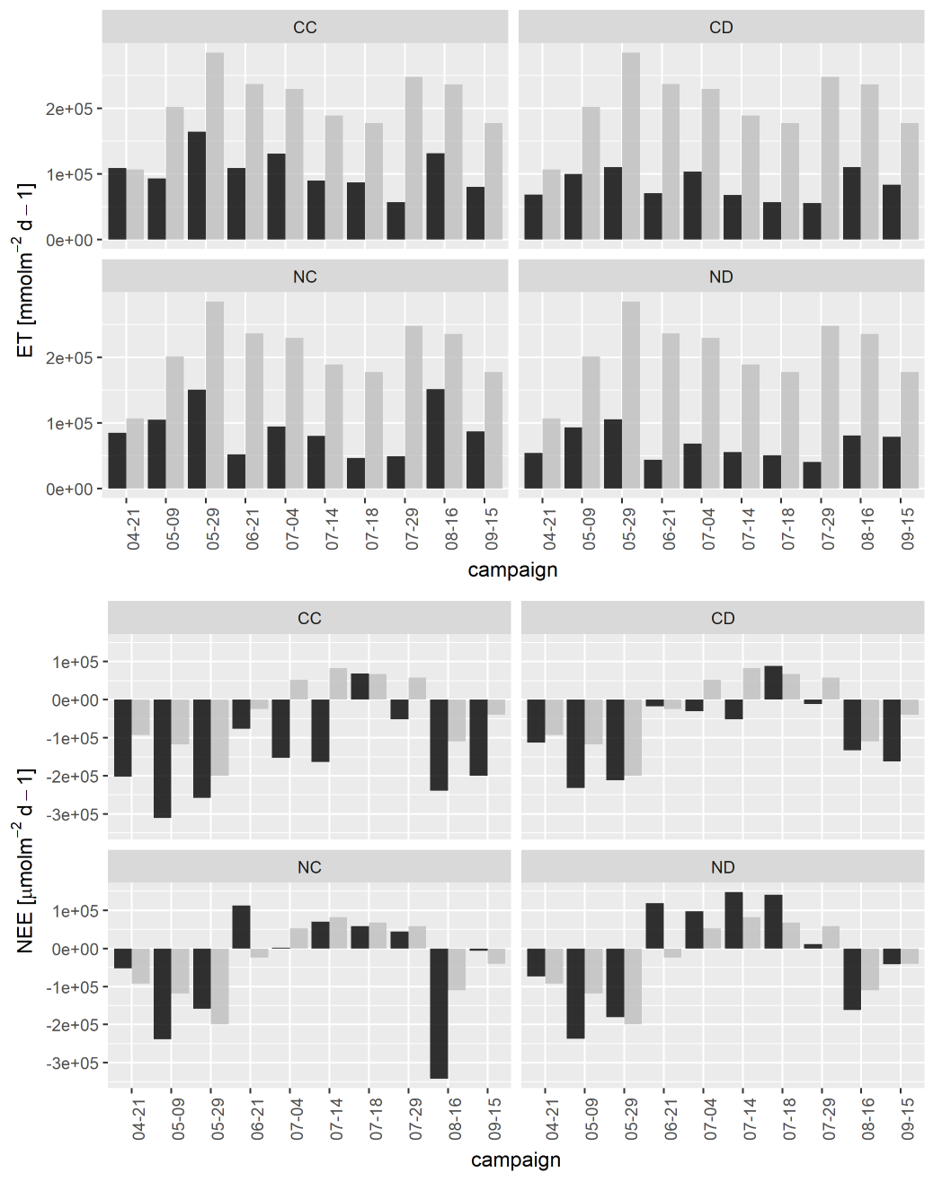 CC CD
2e+05
1e+05
0e+00
NC ND
2e+05
1e+05
0e+00
ET [mmolm−2 d − 1]
04-21 05-09 05-29 06-21 07-04 07-14 07-18 07-29 08-16 09-15 04-21 05-09 05-29 06-21 07-04 07-14 07-18 07-29 08-16 09-15
campaign
CC CD
1e+05
0e+00
-1e+05
-2e+05
-3e+05
NC ND
1e+05
0e+00
-1e+05
-2e+05
-3e+05
NEE [μmolm−2 d − 1]
04-21 05-09 05-29 06-21 07-04 07-14 07-18 07-29 08-16 09-15 04-21 05-09 05-29 06-21 07-04 07-14 07-18 07-29 08-16 09-15
campaign